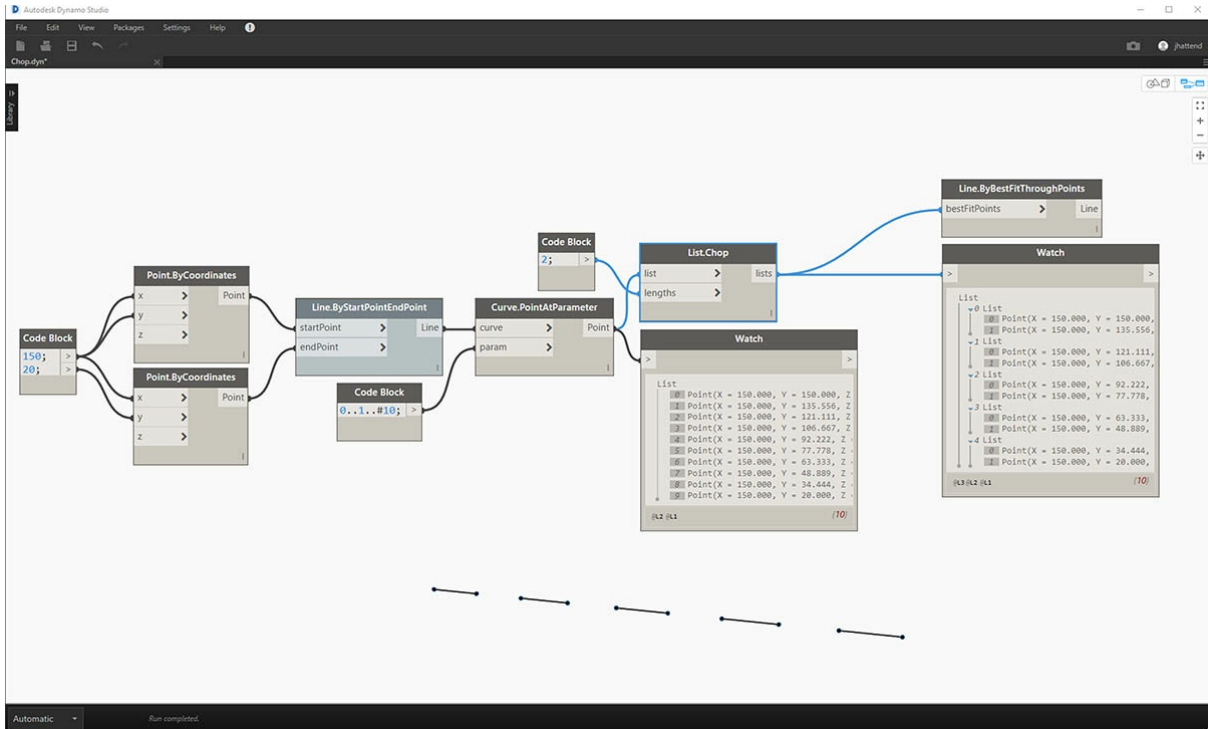 Autodesk Dynamo Studio
File Edit View Packages Settings Help
jhattend
Chop.dyn*
Library
Code Block
150; >
20; >
Point.ByCoordinates
x > Point
y >
z >
Point.ByCoordinates
x > Point
y >
z >
Line.ByStartPointEndPoint
startPoint > Line
endPoint >
Code Block
0..1..#10; >
Curve.PointAtParameter
curve > Point
param >
Code Block
2; >
List.Chop
list > lists
lengths >
Watch
> >
List
0 Point(X = 150.000, Y = 150.000, Z
1 Point(X = 150.000, Y = 135.556, Z
2 Point(X = 150.000, Y = 121.111, Z
3 Point(X = 150.000, Y = 106.667, Z
4 Point(X = 150.000, Y = 92.222, Z
5 Point(X = 150.000, Y = 77.778, Z
6 Point(X = 150.000, Y = 63.333, Z
7 Point(X = 150.000, Y = 48.889, Z
8 Point(X = 150.000, Y = 34.444, Z
9 Point(X = 150.000, Y = 20.000, Z
@L2 @L1 {10}
Line.ByBestFitThroughPoints
bestFitPoints > Line
Watch
> >
List
0 List
0 Point(X = 150.000, Y = 150.000,
1 Point(X = 150.000, Y = 135.556,
1 List
0 Point(X = 150.000, Y = 121.111,
1 Point(X = 150.000, Y = 106.667,
2 List
0 Point(X = 150.000, Y = 92.222,
1 Point(X = 150.000, Y = 77.778,
3 List
0 Point(X = 150.000, Y = 63.333,
1 Point(X = 150.000, Y = 48.889,
4 List
0 Point(X = 150.000, Y = 34.444,
1 Point(X = 150.000, Y = 20.000,
@L3 @L2 @L1 {10}
Automatic
Run completed.